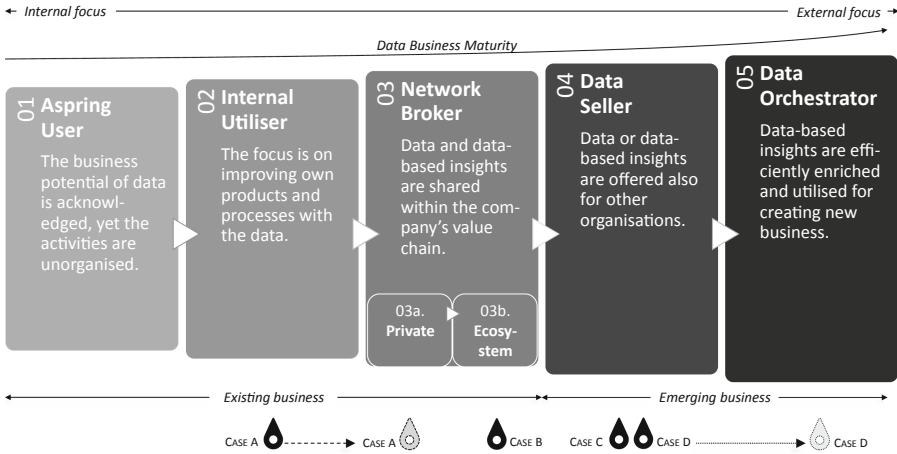 Internal focus
External focus
Data Business Maturity
01 Aspring
User
The business
potential of data
is acknowl-
edged, yet the
activities are
unorganised.
02 Internal
Utiliser
The focus is on
improving own
products and
processes with
the data.
03 Network
Broker
Data and data-
based insights
are shared
within the com-
pany's value
chain.
03a.
Private
03b.
Ecosy-
stem
04 Data
Seller
Data or data-
based insights
are offered also
for other
organisations.
05 Data
Orchestrator
Data-based
insights are effi-
ciently enriched
and utilised for
creating new
business.
Existing business
Emerging business
CASE A
CASE A
CASE B
CASE C
CASE D
CASE D